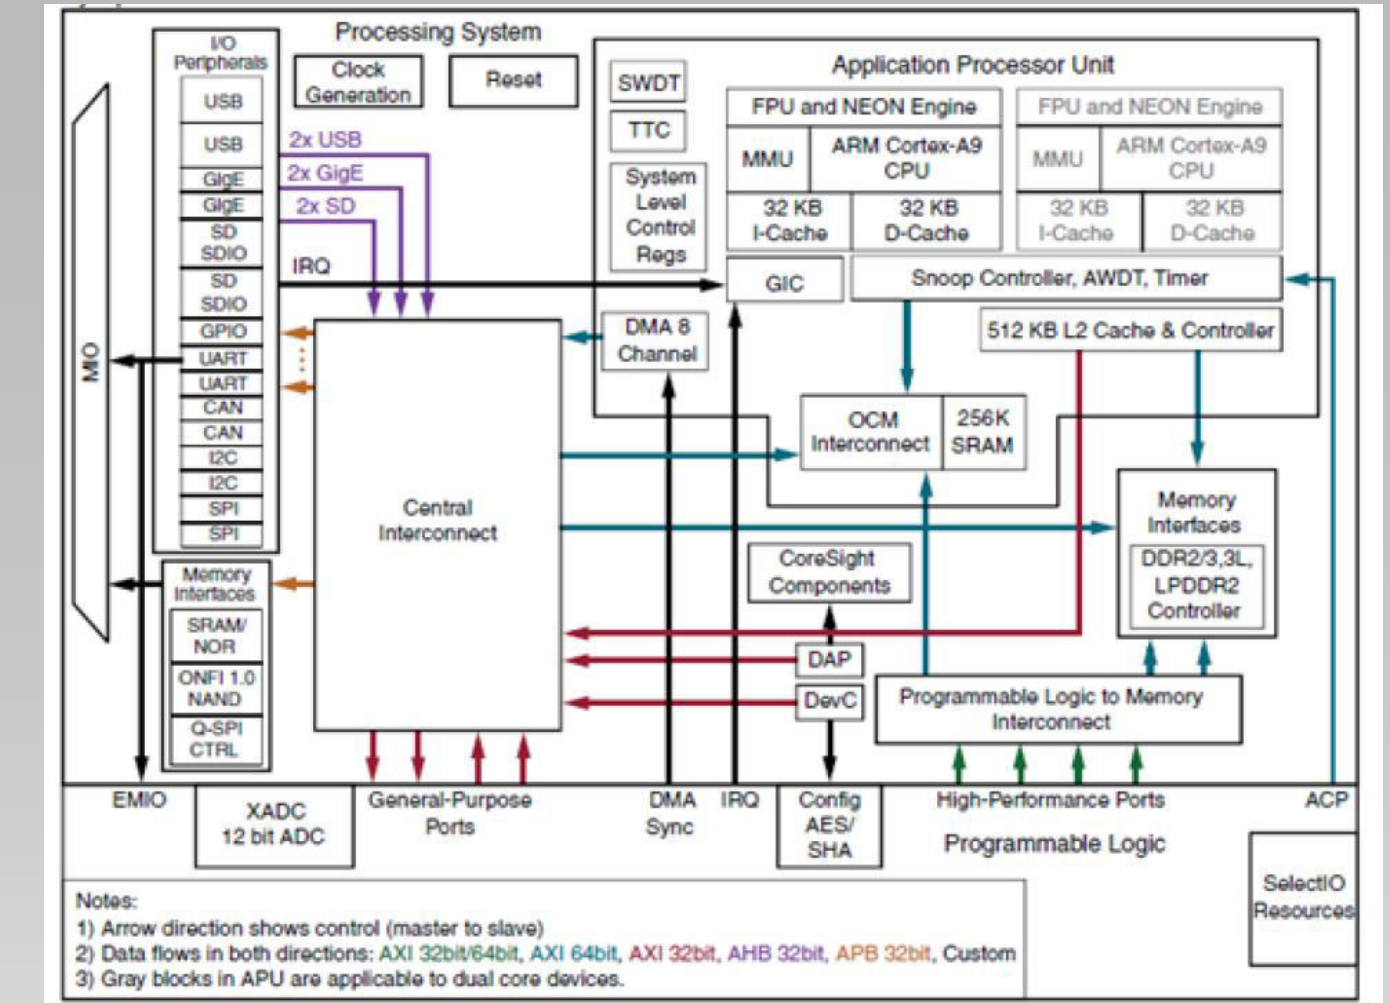 Processing System
I/O
Peripherals
USB
USB
GigE
GigE
SD
SDIO
SD
SDIO
GPIO
UART
UART
CAN
CAN
I2C
I2C
SPI
SPI
MIO
Clock
Generation
Reset
2x USB
2x GigE
2x SD
IRQ
Memory
Interfaces
SRAM/
NOR
ONFI 1.0
NAND
Q-SPI
CTRL
Central
Interconnect
Application Processor Unit
SWDT
TTC
System
Level
Control
Regs
FPU and NEON Engine
MMU
ARM Cortex-A9
CPU
32 KB
I-Cache
32 KB
D-Cache
FPU and NEON Engine
MMU
ARM Cortex-A9
CPU
32 KB
I-Cache
32 KB
D-Cache
GIC
Snoop Controller, AWDT, Timer
DMA 8
Channel
512 KB L2 Cache & Controller
OCM
Interconnect
256K
SRAM
Memory
Interfaces
DDR2/3,3L,
LPDDR2
Controller
CoreSight
Components
DAP
DevC
Programmable Logic to Memory
Interconnect
EMIO
XADC
12 bit ADC
General-Purpose
Ports
DMA
Sync
IRQ
Config
AES/
SHA
High-Performance Ports
ACP
Programmable Logic
SelectIO
Resources
Notes:
1) Arrow direction shows control (master to slave)
2) Data flows in both directions: AXI 32bit/64bit, AXI 64bit, AXI 32bit, AHB 32bit, APB 32bit, Custom
3) Gray blocks in APU are applicable to dual core devices.